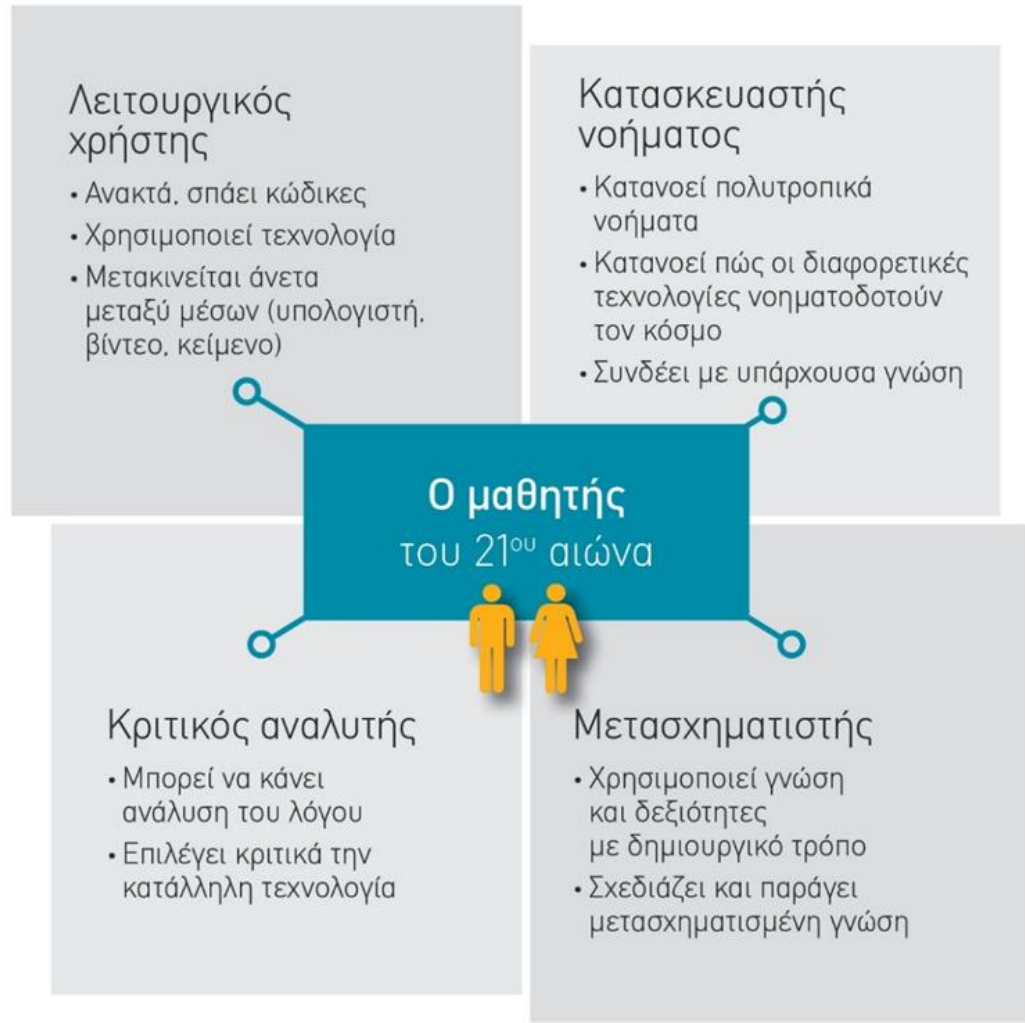 Λειτουργικός
χρήστης
• Ανακτά, σπάει κώδικες
• Χρησιμοποιεί τεχνολογία
• Μετακινείται άνετα
μεταξύ μέσων (υπολογιστή,
βίντεο, κείμενο)
Κατασκευαστής
νοήματος
• Κατανοεί πολυτροπικά
νοήματα
• Κατανοεί πώς οι διαφορετικές
τεχνολογίες νοηματοδοτούν
τον κόσμο
• Συνδέει με υπάρχουσα γνώση
Ο μαθητής
του 21ου αιώνα
Κριτικός αναλυτής
• Μπορεί να κάνει
ανάλυση του λόγου
• Επιλέγει κριτικά την
κατάλληλη τεχνολογία
Μετασχηματιστής
• Χρησιμοποιεί γνώση
και δεξιότητες
με δημιουργικό τρόπο
• Σχεδιάζει και παράγει
μετασχηματισμένη γνώση